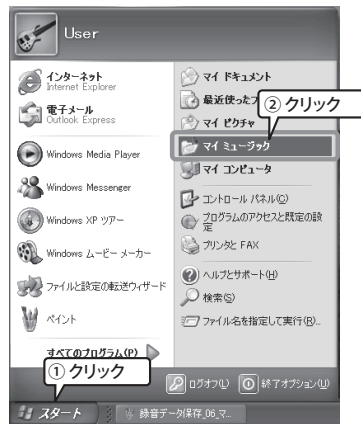 User
インターネット
Internet Explorer
電子メール
Outlook Express
Windows Media Player
Windows Messenger
Windows XP ツアー
Windows ムービー メーカー
ファイルと設定の転送ウィザード
ペイント
すべてのプログラム(P)
① クリック
マイ ドキュメント
最近使ったフ
② クリック
マイ ピクチャ
マイ ミュージック
マイ コンピュータ
コントロール パネル(C)
プログラムのアクセスと既定の設
定
プリンタと FAX
ヘルプとサポート(H)
検索(S)
ファイル名を指定して実行(R)...
ログオフ(L)
終了オプション(U)
スタート
録音データ保存_06_マ...